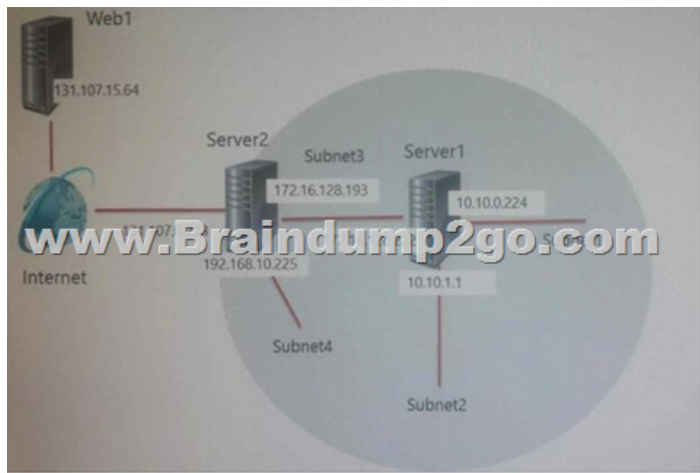 Web1
131.107.15.64
Server2
Subnet3
Server1
172.16.128.193
10.10.0.224
www.Braindump2go.com
Internet
192.168.10.225
10.10.1.1
Subnet4
Subnet2